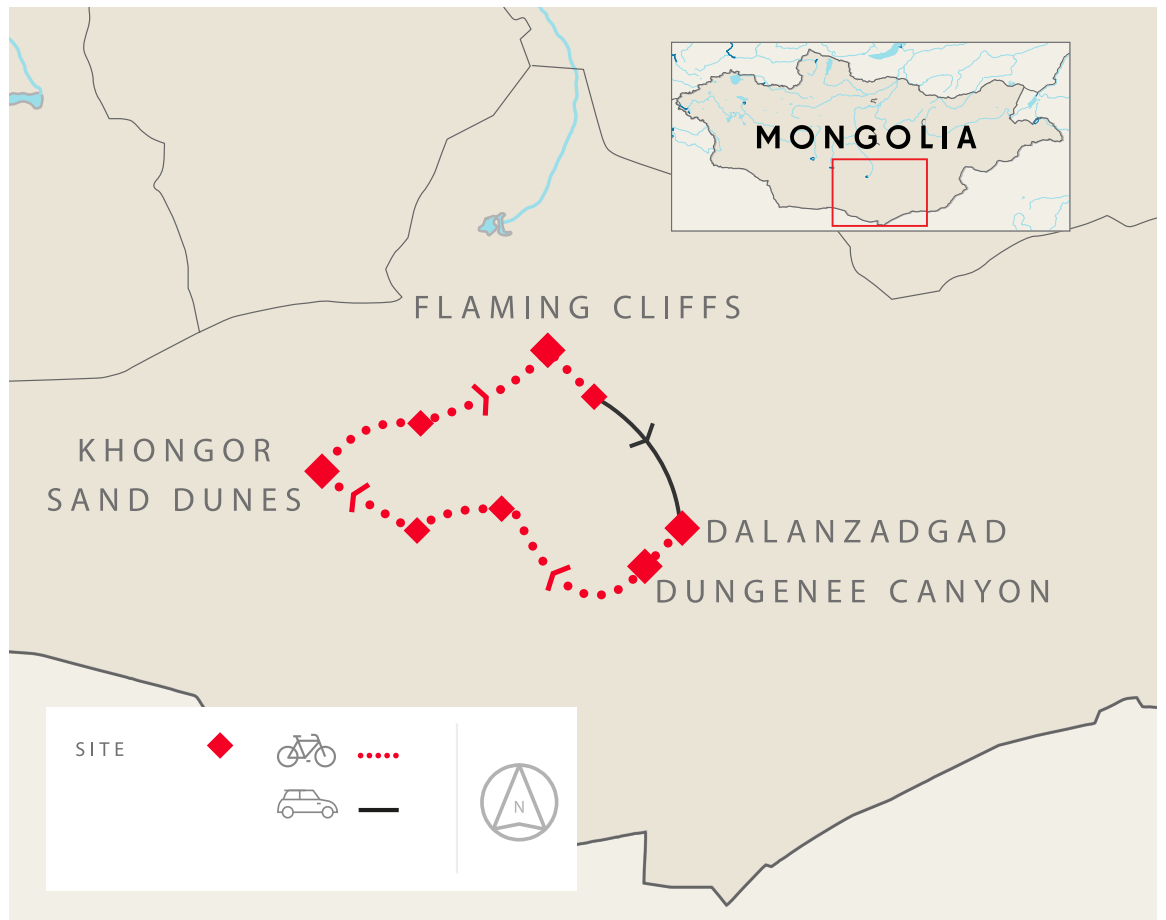 MONGOLIA
FLAMING CLIFFS
KHONGOR
SAND DUNES
DALANZADGAD
DUNGENEE CANYON
SITE
N